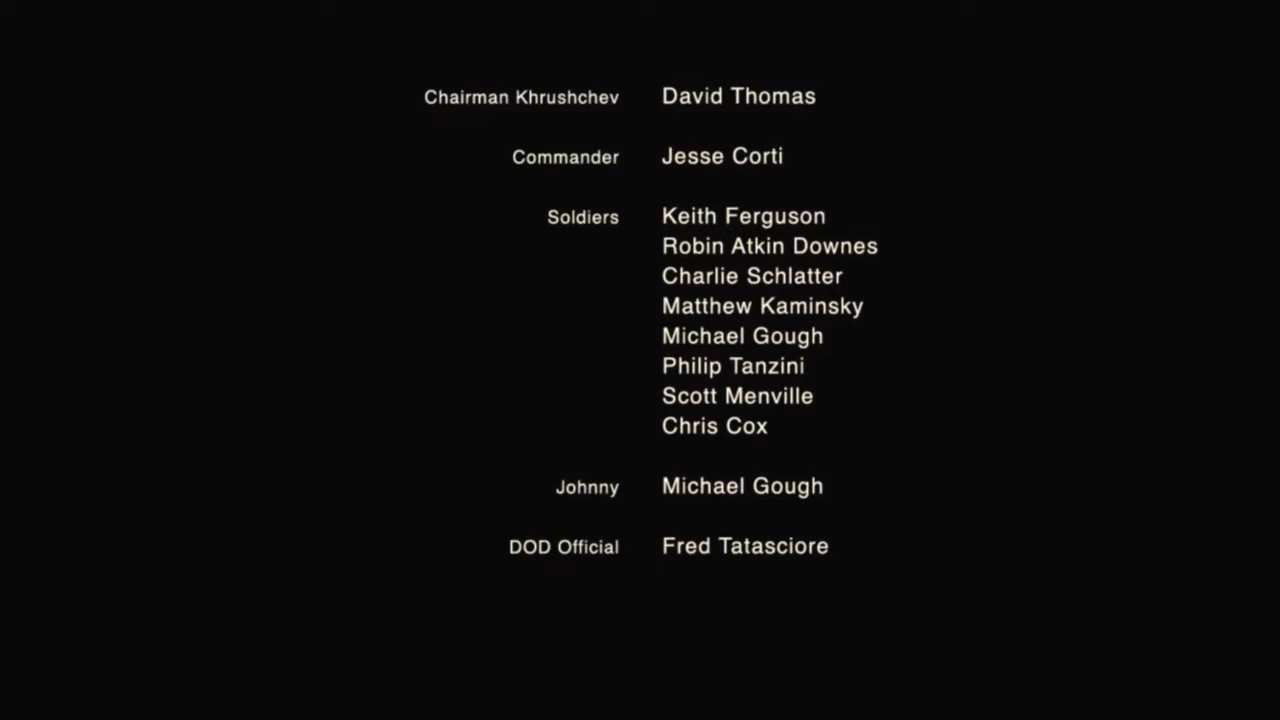 Chairman Khrushchev David Thomas
Commander Jesse Corti
Soldiers Keith Ferguson
Robin Atkin Downes
Charlie Schlatter
Matthew Kaminsky
Michael Gough
Philip Tanzini
Scott Menville
Chris Cox
Johnny Michael Gough
DOD Official Fred Tatasciore